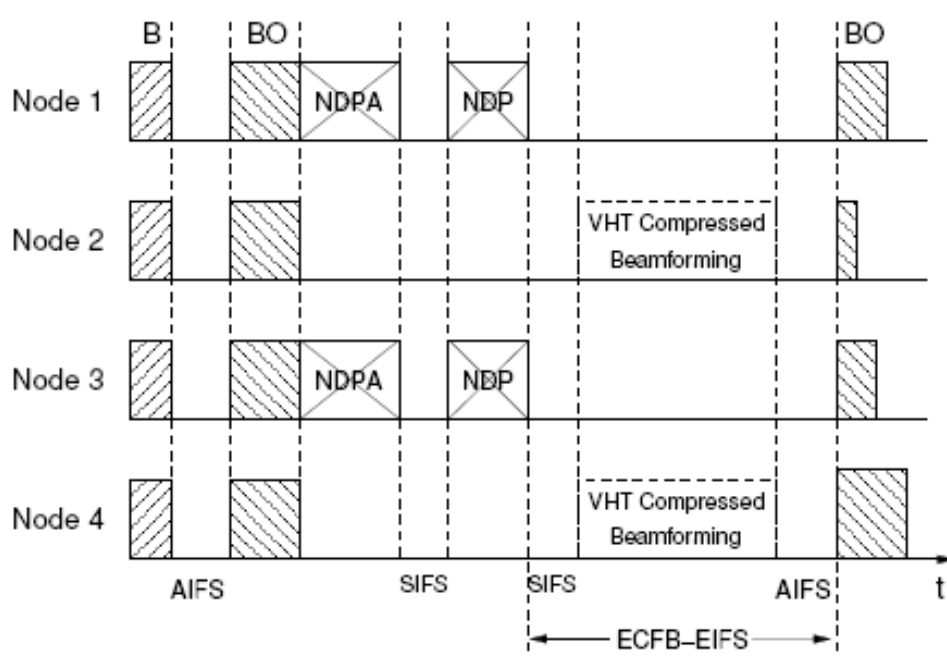 B BO BO
Node 1 NDPA NDP
Node 2 VHT Compressed
Beamforming
Node 3 NDPA NDP
Node 4 VHT Compressed
Beamforming
AIFS SIFS SIFS AIFS t
ECFB-EIFS